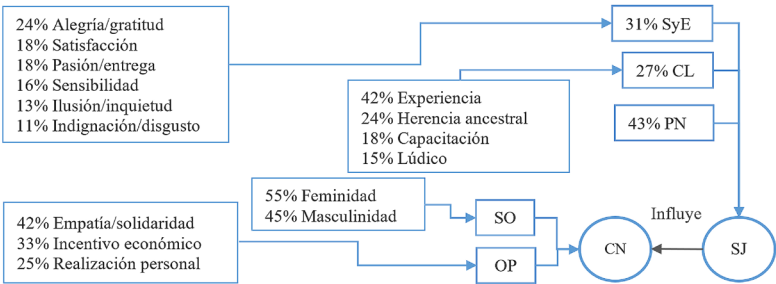 24% Alegría/gratitud
18% Satisfacción
18% Pasión/entrega
16% Sensibilidad
13% Ilusión/inquietud
11% Indignación/disgusto
31% SyE
27% CL
42% Experiencia
24% Herencia ancestral
18% Capacitación
15% Lúdico
43% PN
55% Feminidad
45% Masculinidad
42% Empatía/solidaridad
33% Incentivo económico
25% Realización personal
SO
OP
CN
Influye
SJ